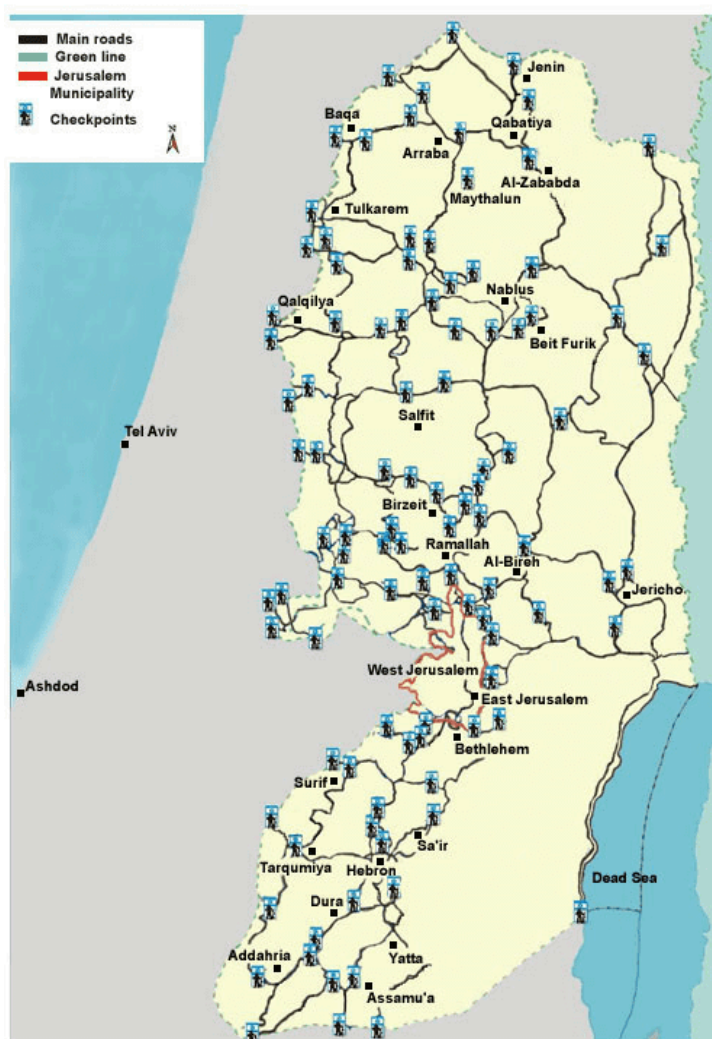 Main roads
Green line
Jerusalem
Municipality
Checkpoints
N
Jenin
Baqa
Qabatiya
Arraba
Al-Zababda
Maythalun
Tulkarem
Nablus
Qalqilya
Beit Furik
Salfit
Tel Aviv
Birzeit
Ramallah
Al-Bireh
Jericho
West Jerusalem
Ashdod
East Jerusalem
Bethlehem
Surif
Sa'ir
Tarqumiya
Hebron
Dead Sea
Dura
Addahria
Yatta
Assamu'a